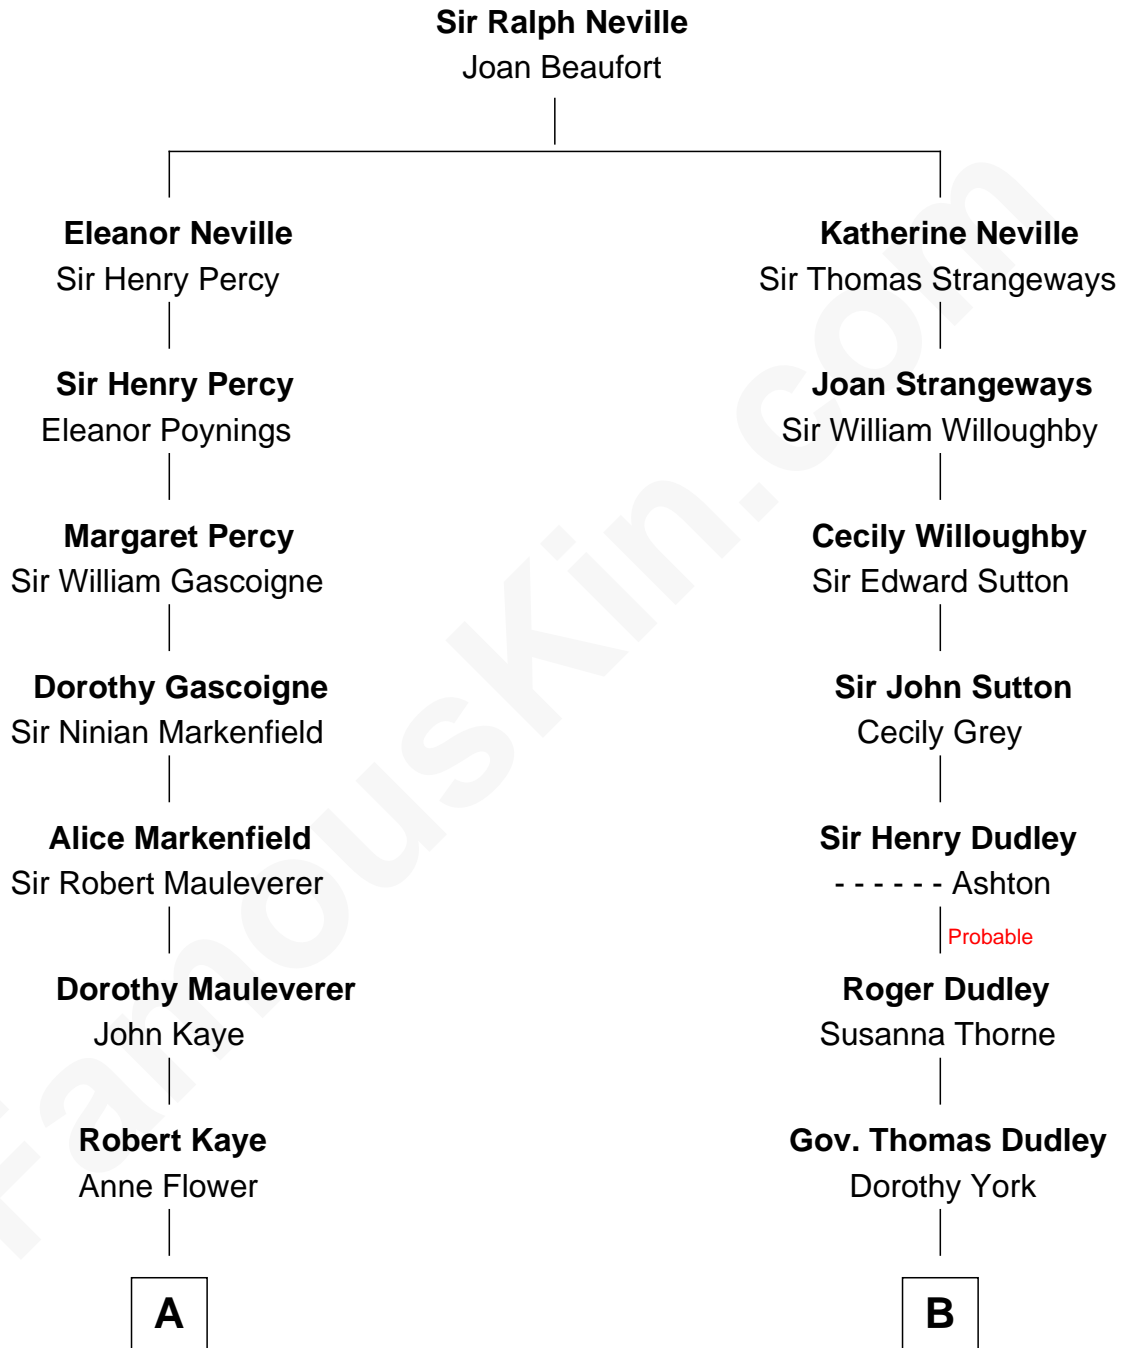 Sir Ralph Neville
Joan Beaufort
Eleanor Neville
Sir Henry Percy
Katherine Neville
Sir Thomas Strangeways
Sir Henry Percy
Eleanor Poynings
Joan Strangeways
Sir William Willoughby
Margaret Percy
Sir William Gascoigne
Cecily Willoughby
Sir Edward Sutton
Dorothy Gascoigne
Sir Ninian Markenfield
Sir John Sutton
Cecily Grey
Alice Markenfield
Sir Robert Mauleverer
Sir Henry Dudley
- - - - - - Ashton
Probable
Dorothy Mauleverer
John Kaye
Roger Dudley
Susanna Thorne
Robert Kaye
Anne Flower
Gov. Thomas Dudley
Dorothy York
A
B
FamousKin.com